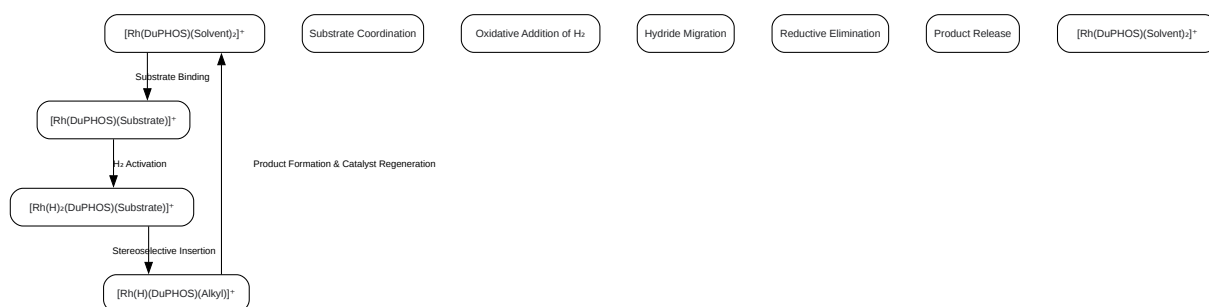 [Rh(DuPHOS)(Solvent)₂]⁺
Substrate Coordination
Oxidative Addition of H₂
Hydride Migration
Reductive Elimination
Product Release
[Rh(DuPHOS)(Solvent)₂]⁺
Substrate Binding
[Rh(DuPHOS)(Substrate)]⁺
H₂ Activation
Product Formation & Catalyst Regeneration
[Rh(H)₂(DuPHOS)(Substrate)]⁺
Stereoselective Insertion
[Rh(H)(DuPHOS)(Alkyl)]⁺